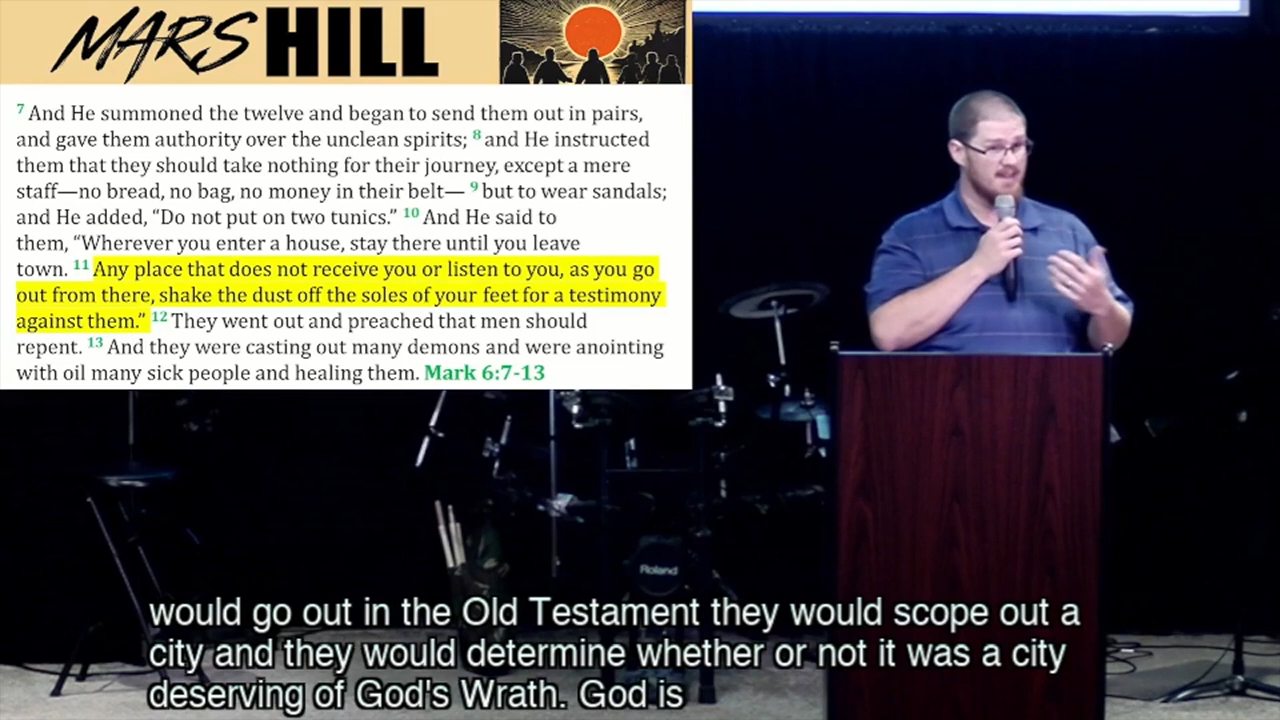 MARS HILL
7 And He summoned the twelve and began to send them out in pairs,
and gave them authority over the unclean spirits; 8 and He instructed
them that they should take nothing for their journey, except a mere
staff—no bread, no bag, no money in their belt— 9 but to wear sandals;
and He added, “Do not put on two tunics.” 10 And He said to
them, “Wherever you enter a house, stay there until you leave
town. 11 Any place that does not receive you or listen to you, as you go
out from there, shake the dust off the soles of your feet for a testimony
against them.” 12 They went out and preached that men should
repent. 13 And they were casting out many demons and were anointing
with oil many sick people and healing them. Mark 6:7-13
Roland
would go out in the Old Testament they would scope out a
city and they would determine whether or not it was a city
deserving of God's Wrath. God is